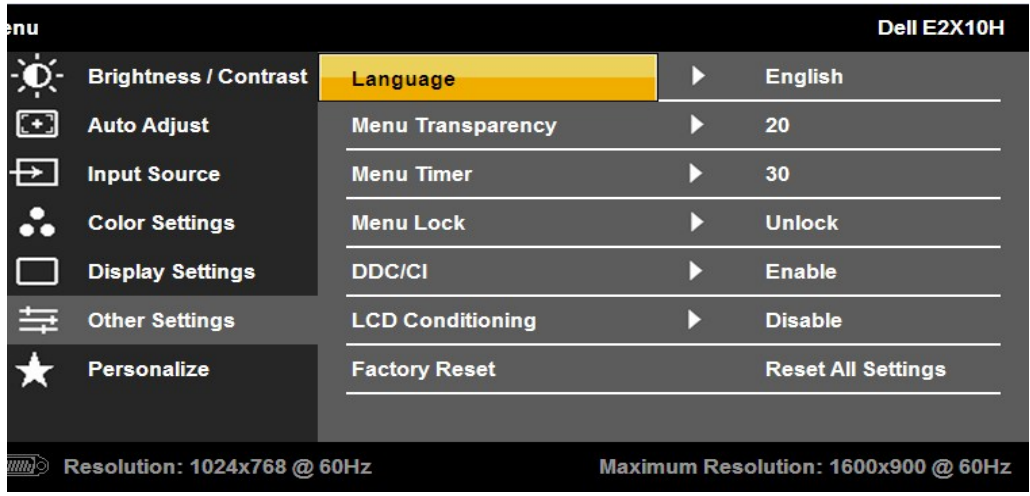 enu Dell E2X10H
Brightness / Contrast Language English
Auto Adjust Menu Transparency 20
Input Source Menu Timer 30
Color Settings Menu Lock Unlock
Display Settings DDC/CI Enable
Other Settings LCD Conditioning Disable
Personalize Factory Reset Reset All Settings
Resolution: 1024x768 @ 60Hz Maximum Resolution: 1600x900 @ 60Hz